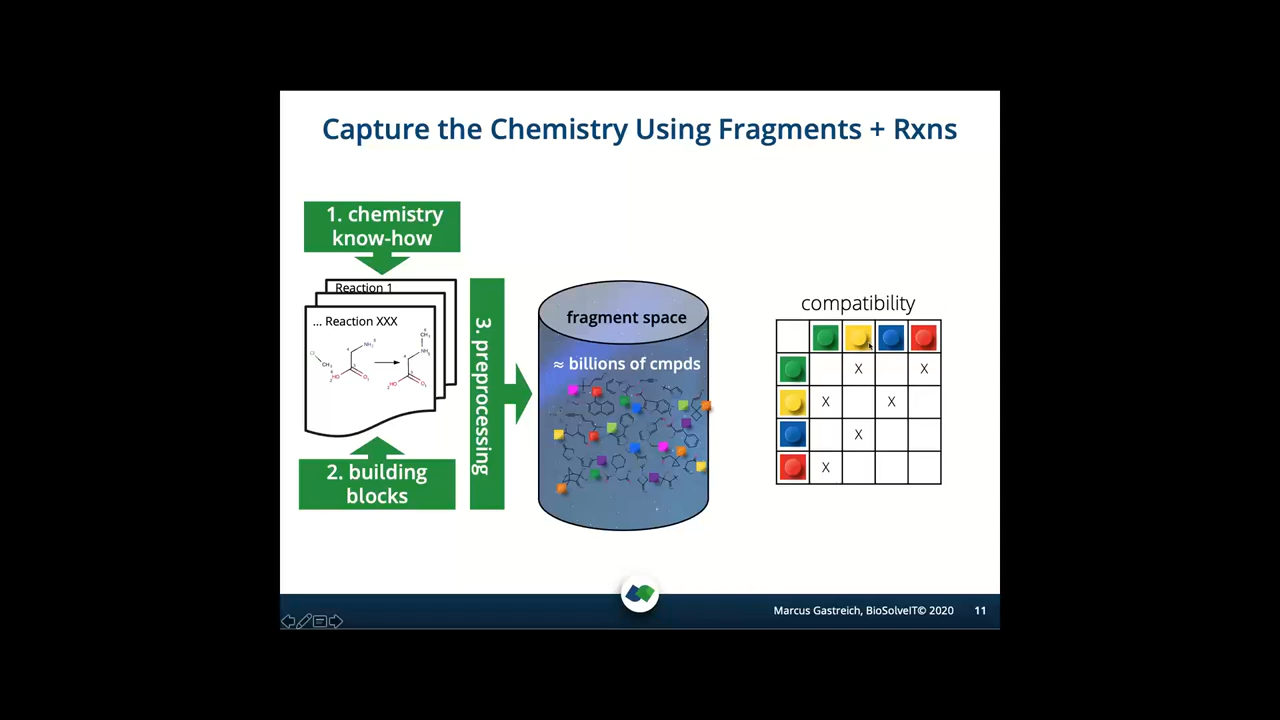 Capture the Chemistry Using Fragments + Rxns
1. chemistry
know-how
Reaction 1
... Reaction XXX
2. building
blocks
3. preprocessing
fragment space
≈ billions of cmpds
compatibility
X X
X X
X
X
Marcus Gastreich, BioSolveIT© 2020 11